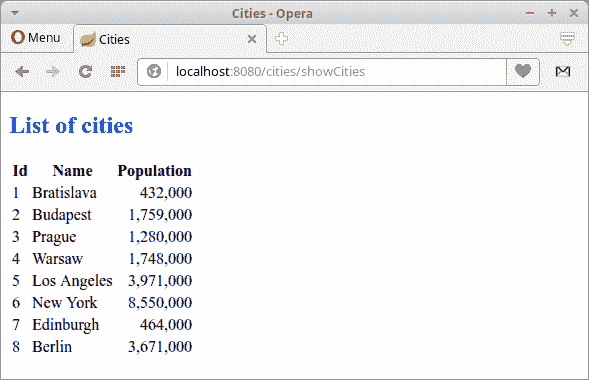 Cities - Opera
Menu
Cities
localhost:8080/cities/showCities
List of cities
Id Name Population
1 Bratislava 432,000
2 Budapest 1,759,000
3 Prague 1,280,000
4 Warsaw 1,748,000
5 Los Angeles 3,971,000
6 New York 8,550,000
7 Edinburgh 464,000
8 Berlin 3,671,000